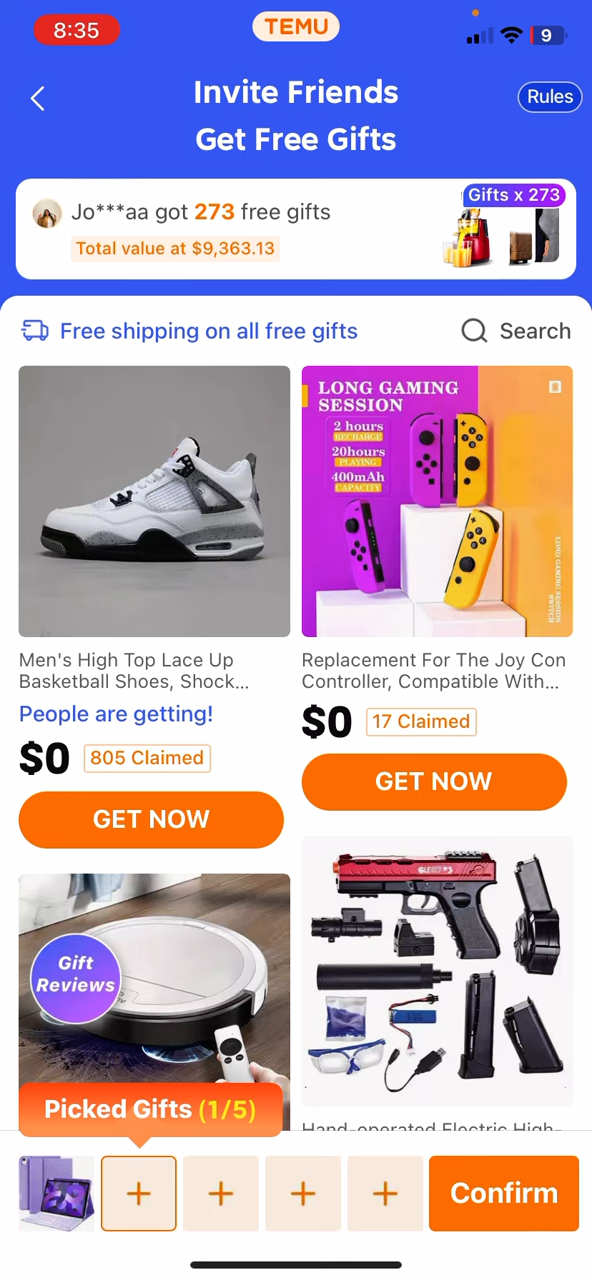 8:35
TEMU
9
Invite Friends
Get Free Gifts
Rules
Jo***aa got 273 free gifts
Total value at $9,363.13
Gifts x 273
Free shipping on all free gifts
Search
LONG GAMING
SESSION
2 hours
RECHARGE
20hours
PLAYING
400mAh
CAPACITY
LONG GAMING SESSION
SWITCH
Men's High Top Lace Up
Basketball Shoes, Shock...
People are getting!
$0
805 Claimed
GET NOW
Replacement For The Joy Con
Controller, Compatible With...
$0
17 Claimed
GET NOW
Gift
Reviews
Hand-operated Electric High-
Picked Gifts (1/5)
Confirm